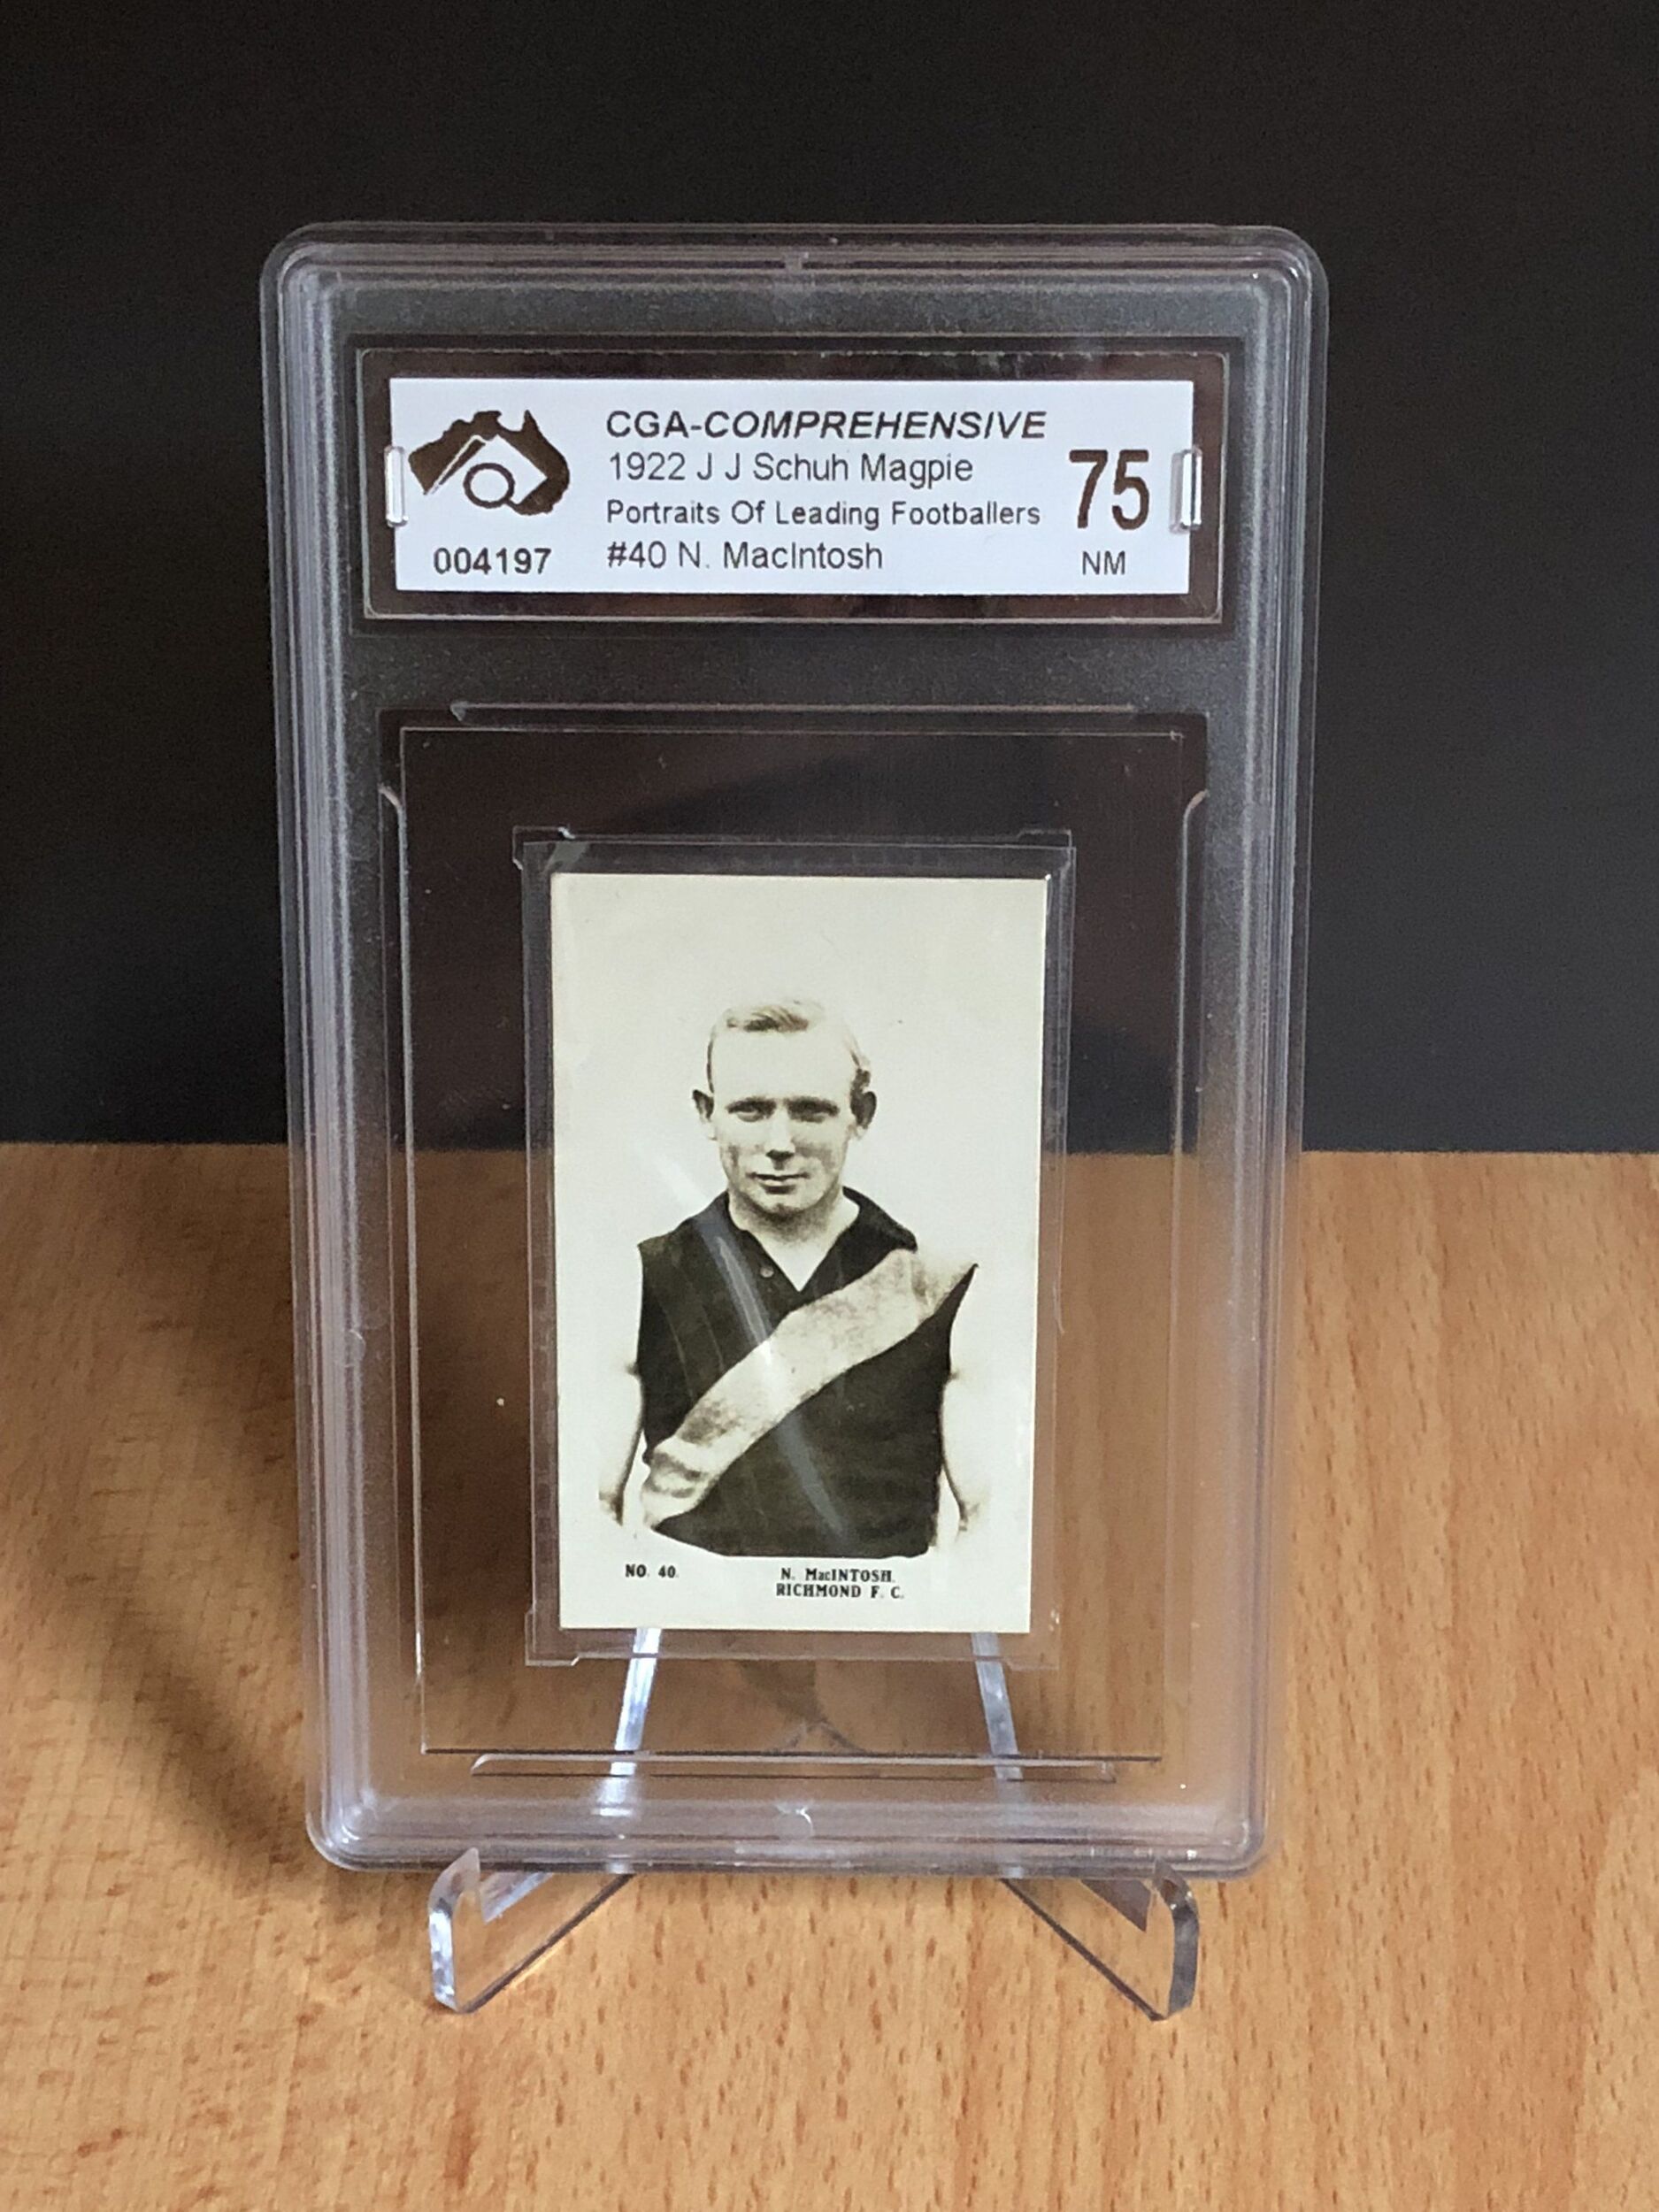 CGA-COMPREHENSIVE
1922 J J Schuh Magpie
Portraits Of Leading Footballers
#40 N. MacIntosh
004197
75
NM
NO. 40.
N. MacINTOSH.
RICHMOND F. C.